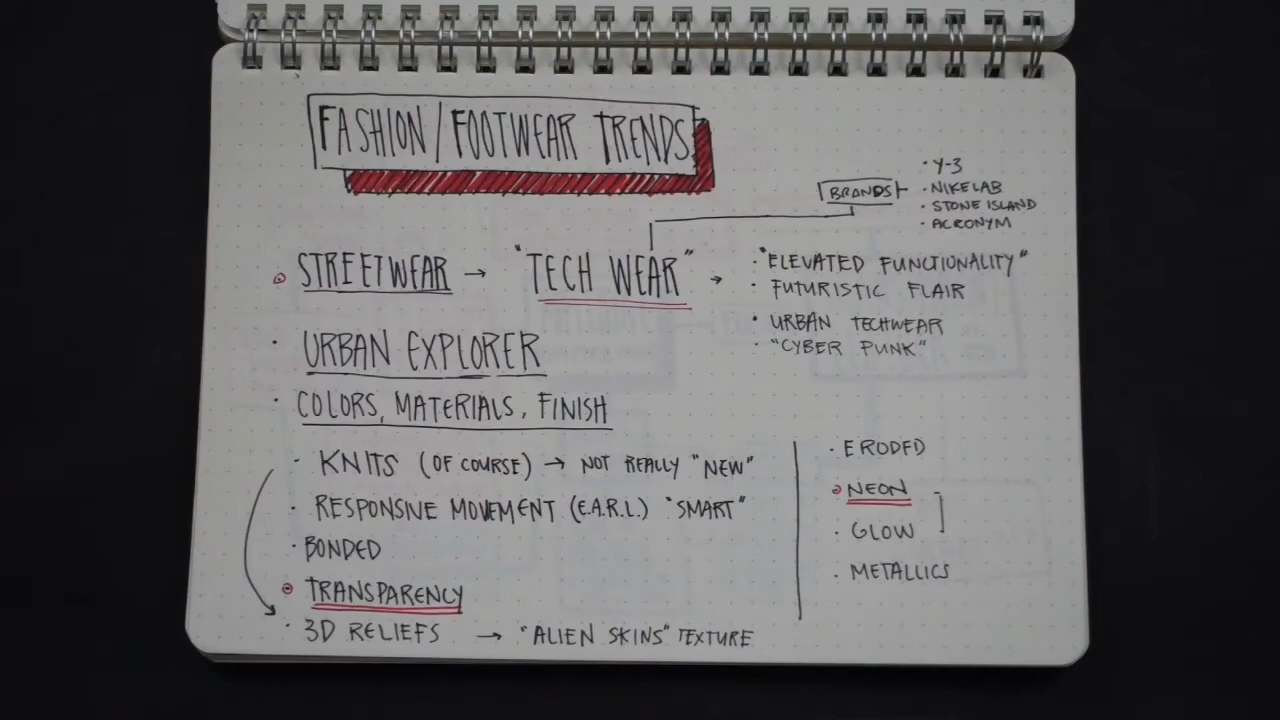 FASHION/FOOTWEAR TRENDS
BRANDS
· Y-3
· NIKELAB
· STONE ISLAND
· ACRONYM
STREETWEAR → "TECH WEAR" →
· "ELEVATED FUNCTIONALITY"
· FUTURISTIC FLAIR
· URBAN TECHWEAR
· "CYBER PUNK"
· URBAN EXPLORER
· COLORS, MATERIALS, FINISH
· KNITS (OF COURSE) → NOT REALLY "NEW"
· RESPONSIVE MOVEMENT (E.A.R.L.) "SMART"
· BONDED
TRANSPARENCY
· 3D RELIEFS → "ALIEN SKINS" TEXTURE
· ERODED
NEON
· GLOW
· METALLICS